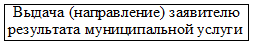 Выдача (направление) заявителю
результата муниципальной услуги